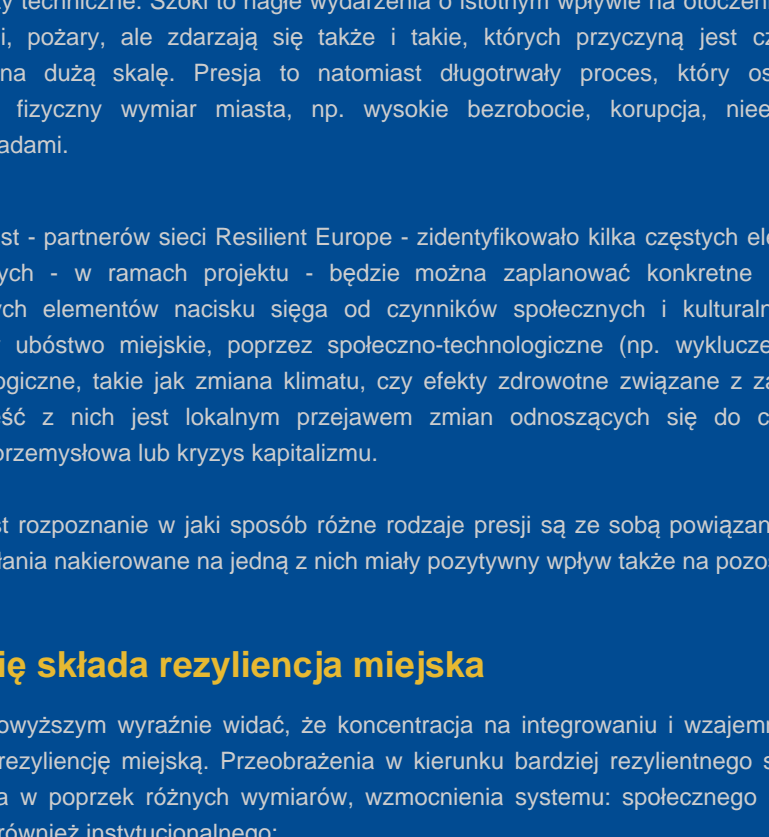 techniczne. Szoki to nagłe wydarzenia o istotnym wpływie na otoczeni
i, pożary, ale zdarzają się także i takie, których przyczyną jest cz
na dużą skalę. Presja to natomiast długotrwały proces, który os
fizyczny wymiar miasta, np. wysokie bezrobocie, korupcja, niee
adami.
st - partnerów sieci Resilient Europe - zidentyfikowało kilka częstych ele
ych - w ramach projektu - będzie można zaplanować konkretne
ych elementów nacisku sięga od czynników społecznych i kulturaln
ubóstwo miejskie, poprzez społeczno-technologiczne (np. wyklucze
ogiczne, takie jak zmiana klimatu, czy efekty zdrowotne związane z za
ść z nich jest lokalnym przejawem zmian odnoszących się do c
przemysłowa lub kryzys kapitalizmu.
st rozpoznanie w jaki sposób różne rodzaje presji są ze sobą powiązan
łania nakierowane na jedną z nich miały pozytywny wpływ także na pozos
ię składa rezyliencja miejska
owyższym wyraźnie widać, że koncentracja na integrowaniu i wzajemn
rezyliencję miejską. Przeobrażenia w kierunku bardziej rezylientnego s
a w poprzek różnych wymiarów, wzmocnienia systemu: społecznego
również instytucjonalnego: